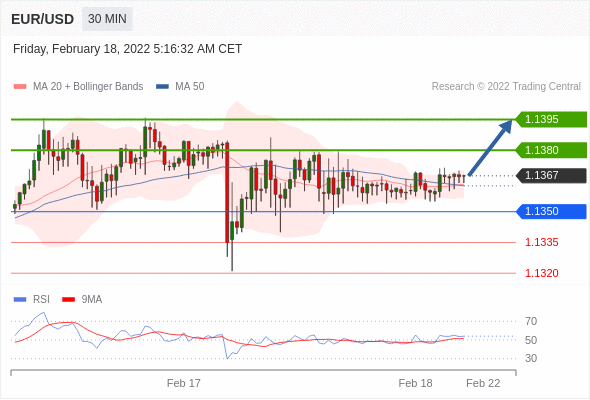 EUR/USD 30 MIN
Friday, February 18, 2022 5:16:32 AM CET
MA 20 + Bollinger Bands MA 50 Research © 2022 Trading Central
1.1395
1.1380
1.1367
1.1350
1.1335
1.1320
RSI 9MA
70
50
30
Feb 17 Feb 18 Feb 22